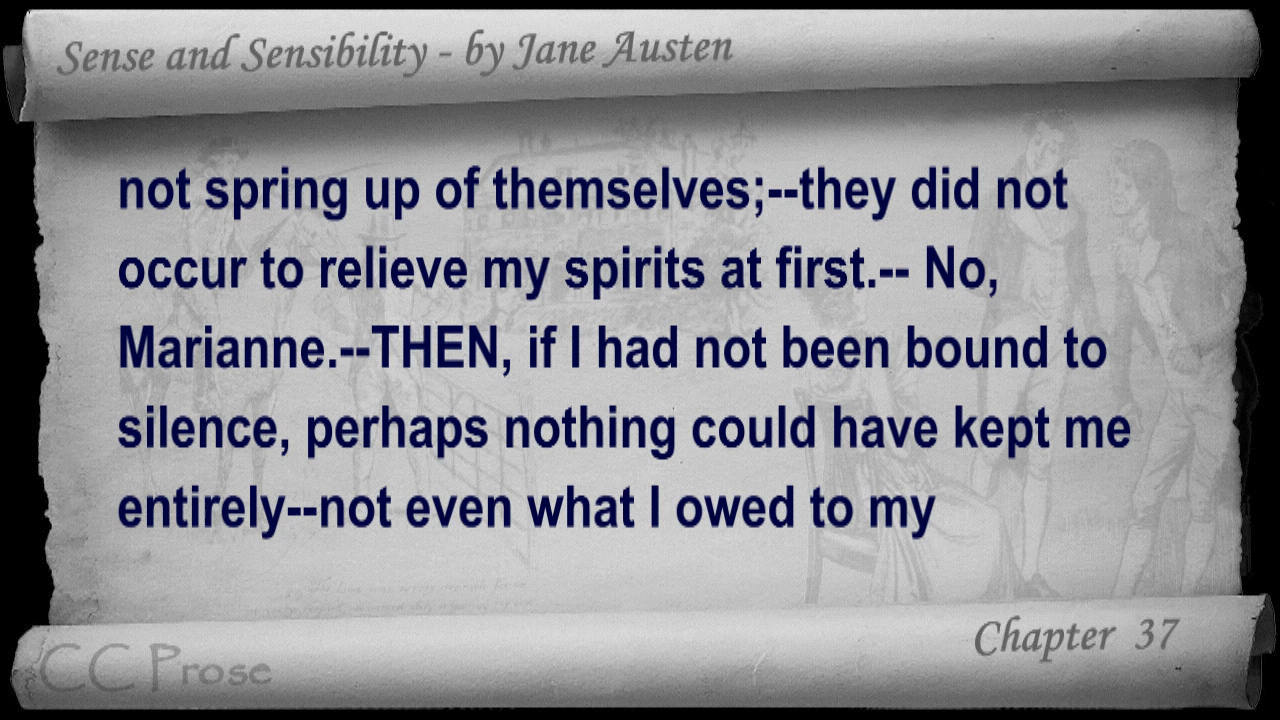 Sense and Sensibility - by Jane Austen
not spring up of themselves;--they did not
occur to relieve my spirits at first.-- No,
Marianne.--THEN, if I had not been bound to
silence, perhaps nothing could have kept me
entirely--not even what I owed to my
Chapter 37
CC Prose